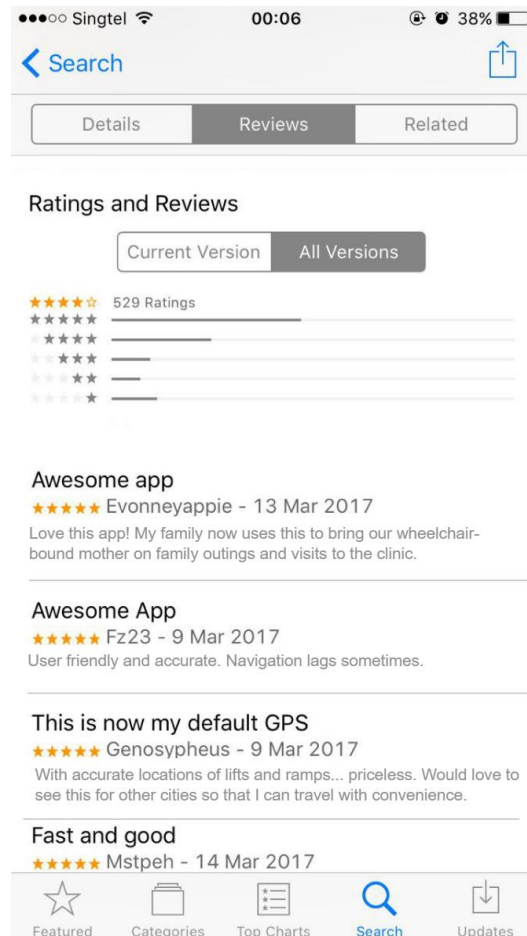 Singtel 00:06 38%
Search
Details Reviews Related
Ratings and Reviews
Current Version All Versions
529 Ratings
Awesome app
Evonneyappie - 13 Mar 2017
Love this app! My family now uses this to bring our wheelchair-
bound mother on family outings and visits to the clinic.
Awesome App
Fz23 - 9 Mar 2017
User friendly and accurate. Navigation lags sometimes.
This is now my default GPS
Genosypheus - 9 Mar 2017
With accurate locations of lifts and ramps... priceless. Would love to
see this for other cities so that I can travel with convenience.
Fast and good
Mstpeh - 14 Mar 2017
Featured Categories Top Charts Search Updates